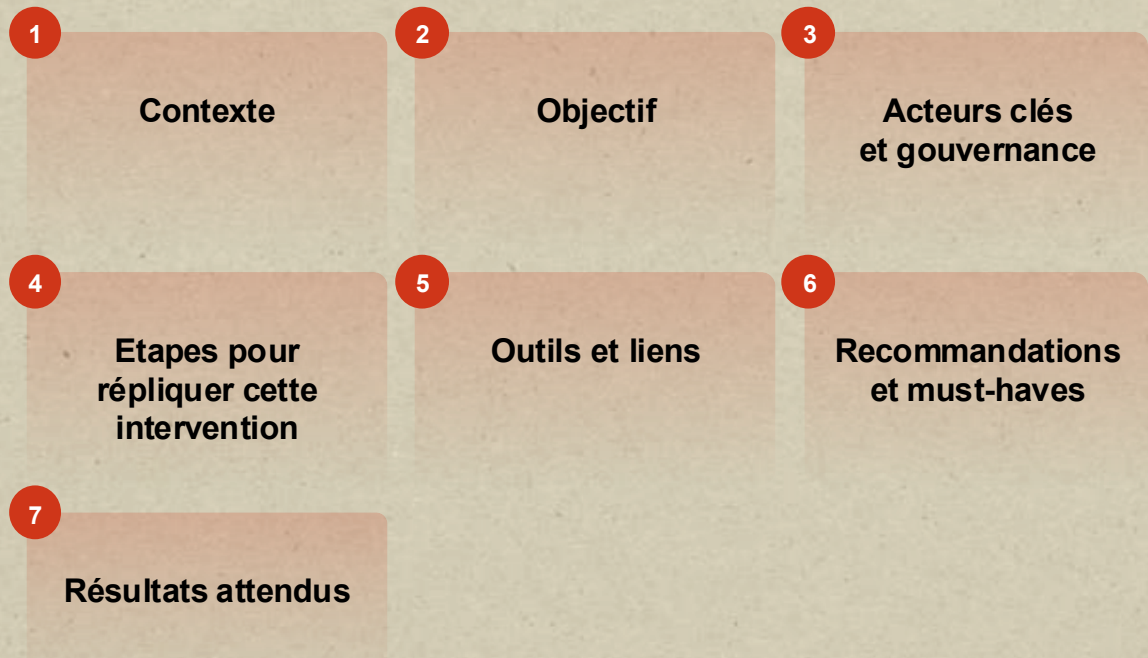 1
Contexte
2
Objectif
3
Acteurs clés
et gouvernance
4
Etapes pour
répliquer cette
intervention
5
Outils et liens
6
Recommandations
et must-haves
7
Résultats attendus